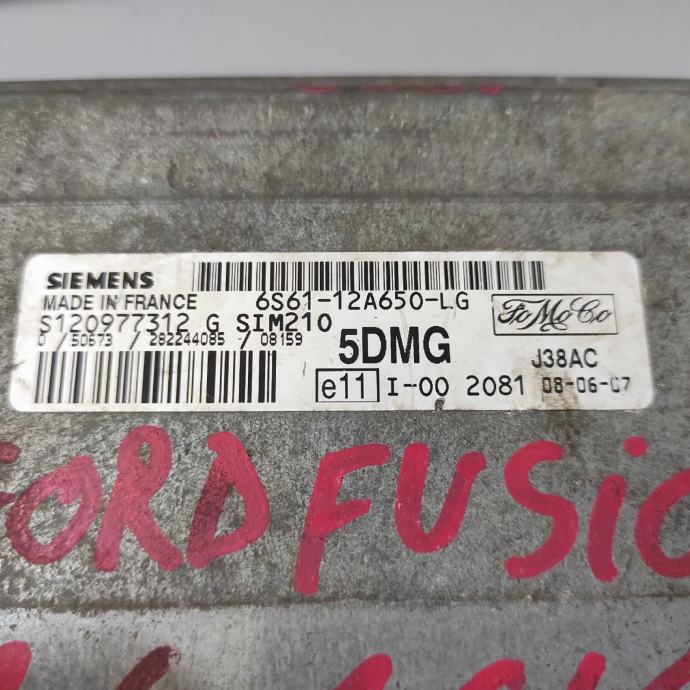 SIEMENS
MADE IN FRANCE 6S61-12A650-LG
S120977312 G SIM210
0 /50673 / 282244085 / 08159
5DMG
FoMoCo
J38AC
e11 I-00 2081 08-06-07
FORD FUSIO